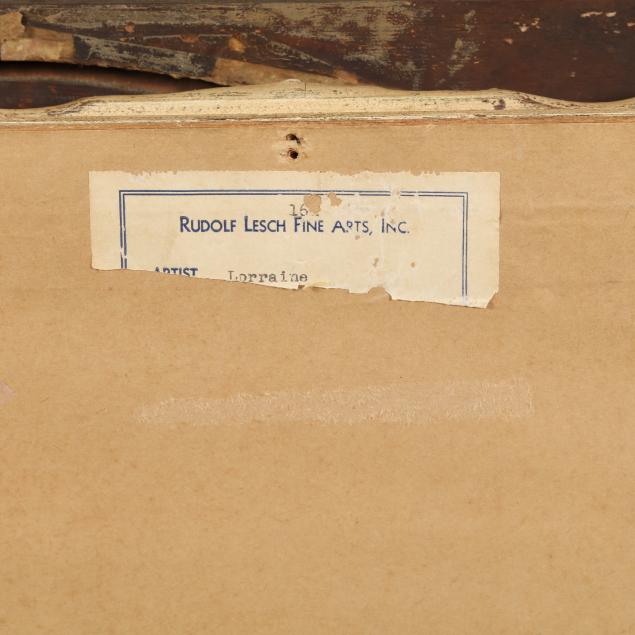 16
RUDOLF LESCH FINE ARTS, INC.
ARTIST Lorraine